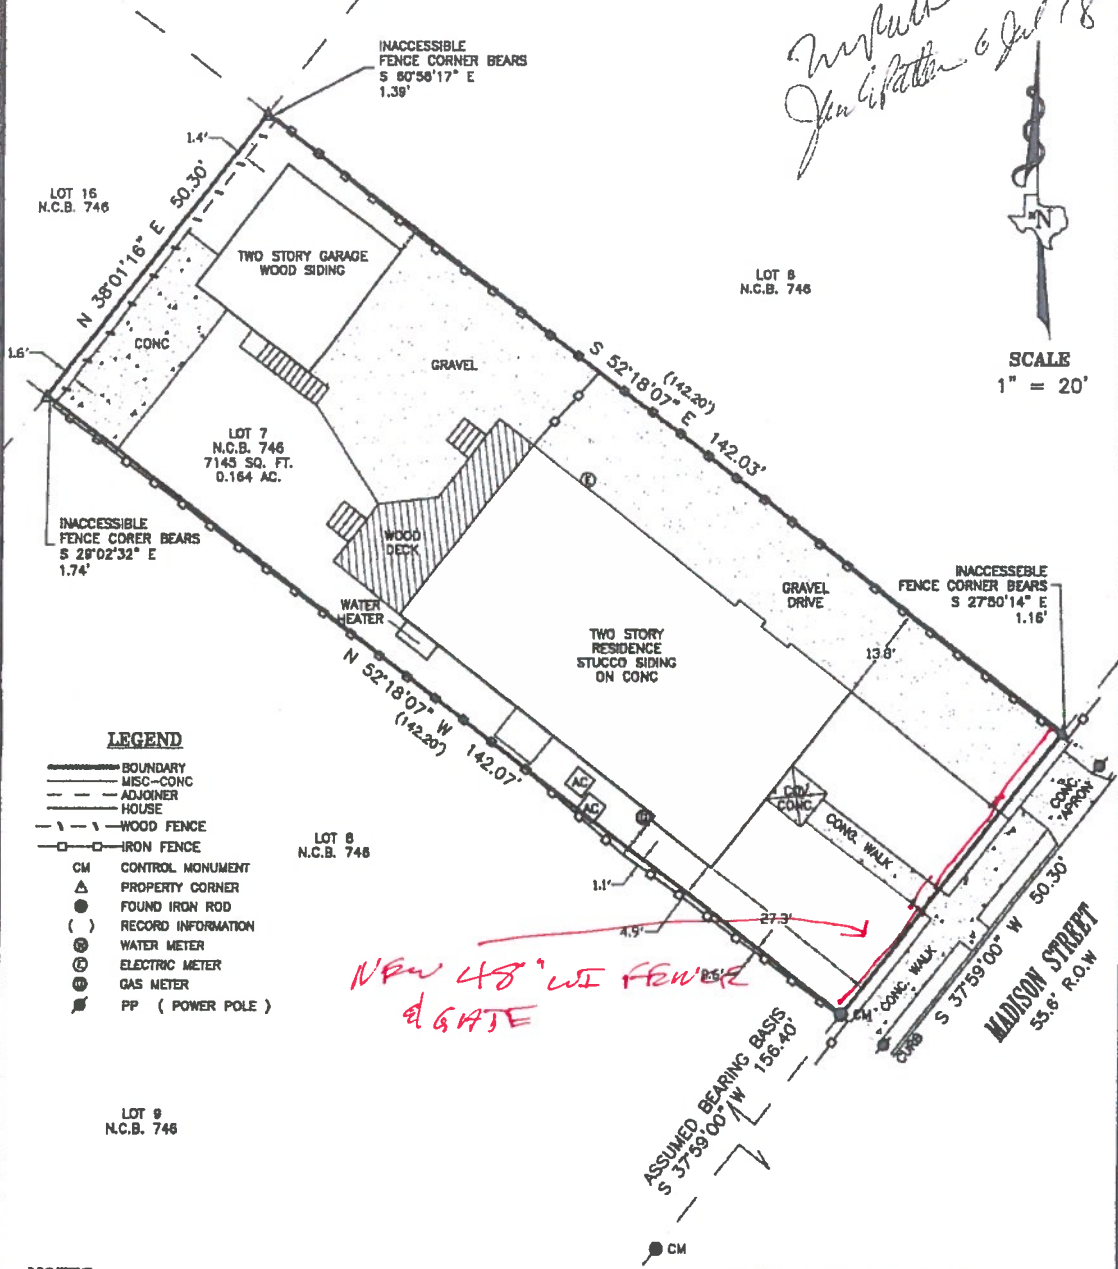 INACCESSIBLE
FENCE CORNER BEARS
S 60°56'17" E
1.39'
1.4'
LOT 16
N.C.B. 746
N 38°01'16" E 50.30'
TWO STORY GARAGE
WOOD SIDING
LOT 8
N.C.B. 746
N
SCALE
1" = 20'
CONC
1.6'
GRAVEL
S 52°18'07" E 142.03'
(142.20')
LOT 7
N.C.B. 746
7145 SQ. FT.
0.164 AC.
INACCESSIBLE
FENCE CORER BEARS
S 29°02'32" E
1.74'
E
WOOD
DECK
WATER
HEATER
GRAVEL
DRIVE
INACCESSEBLE
FENCE CORNER BEARS
S 27°50'14" E
1.16'
TWO STORY
RESIDENCE
STUCCO SIDING
ON CONC
13.8'
N 52°18'07" W 142.07'
(142.20')
AC
AC
COV
CONC
CONC. WALK
CONC.
APRON
LEGEND
BOUNDARY
MISC-CONC
ADJOINER
HOUSE
WOOD FENCE
IRON FENCE
CM CONTROL MONUMENT
PROPERTY CORNER
FOUND IRON ROD
( ) RECORD INFORMATION
WATER METER
E ELECTRIC METER
GAS METER
PP ( POWER POLE )
LOT 8
N.C.B. 746
1.1'
4.9'
27.3'
NEW 48" WI FENCE
& GATE
CONC. WALK
CM
CURB
S 37°59'00" W 50.30'
MADISON STREET
55.6' R.O.W
ASSUMED BEARING BASIS
S 37°59'00" W 156.40'
LOT 9
N.C.B. 746
CM